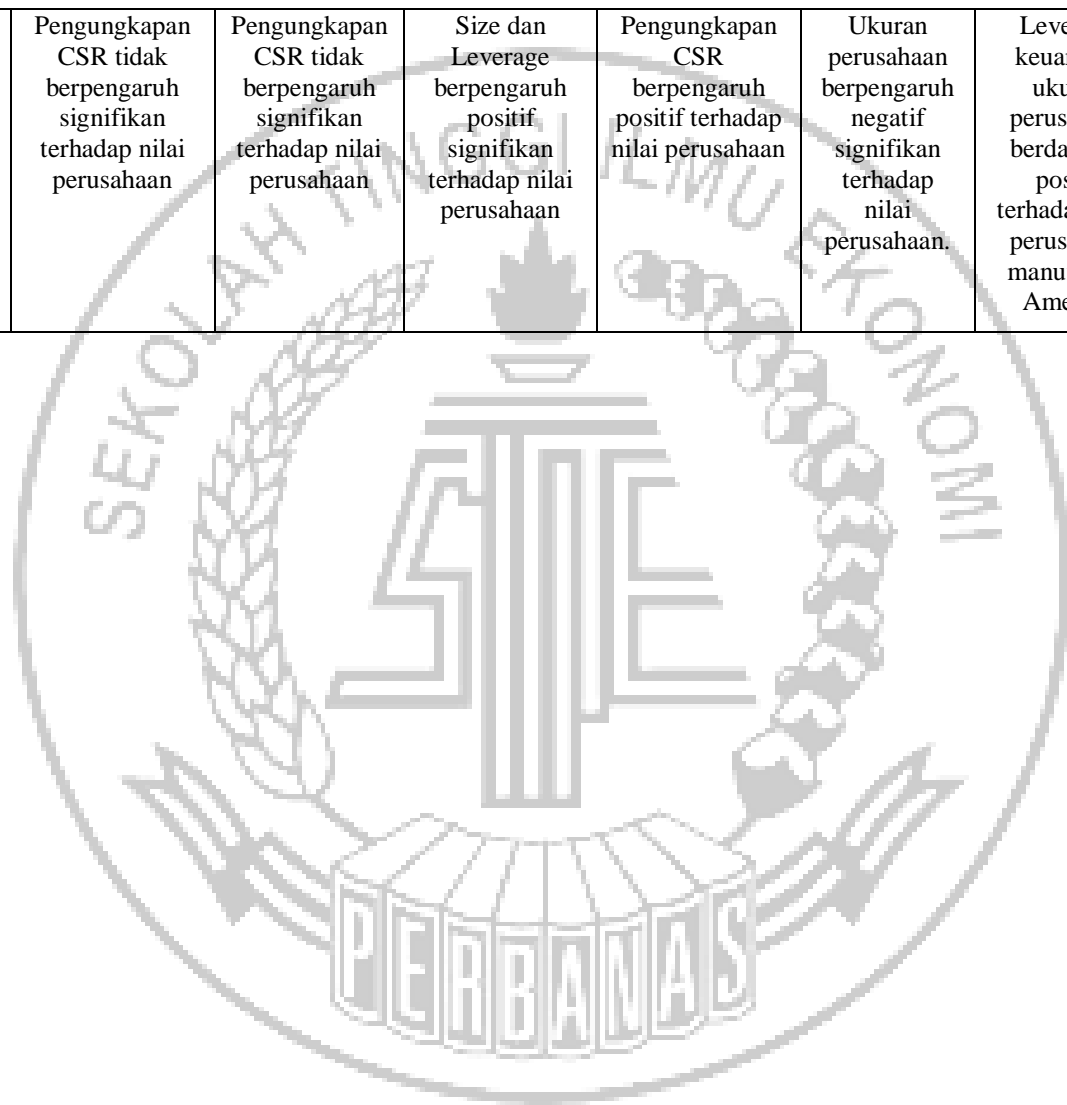 Pengungkapan
CSR tidak
berpengaruh
signifikan
terhadap nilai
perusahaan
Pengungkapan
CSR tidak
berpengaruh
signifikan
terhadap nilai
perusahaan
Size dan
Leverage
berpengaruh
positif
signifikan
terhadap nilai
perusahaan
Pengungkapan
CSR
berpengaruh
positif terhadap
nilai perusahaan
Ukuran
perusahaan
berpengaruh
negatif
signifikan
terhadap
nilai
perusahaan.
SEKOLAH TINGGI ILMU EKONOMI
STIE
PERBANAS